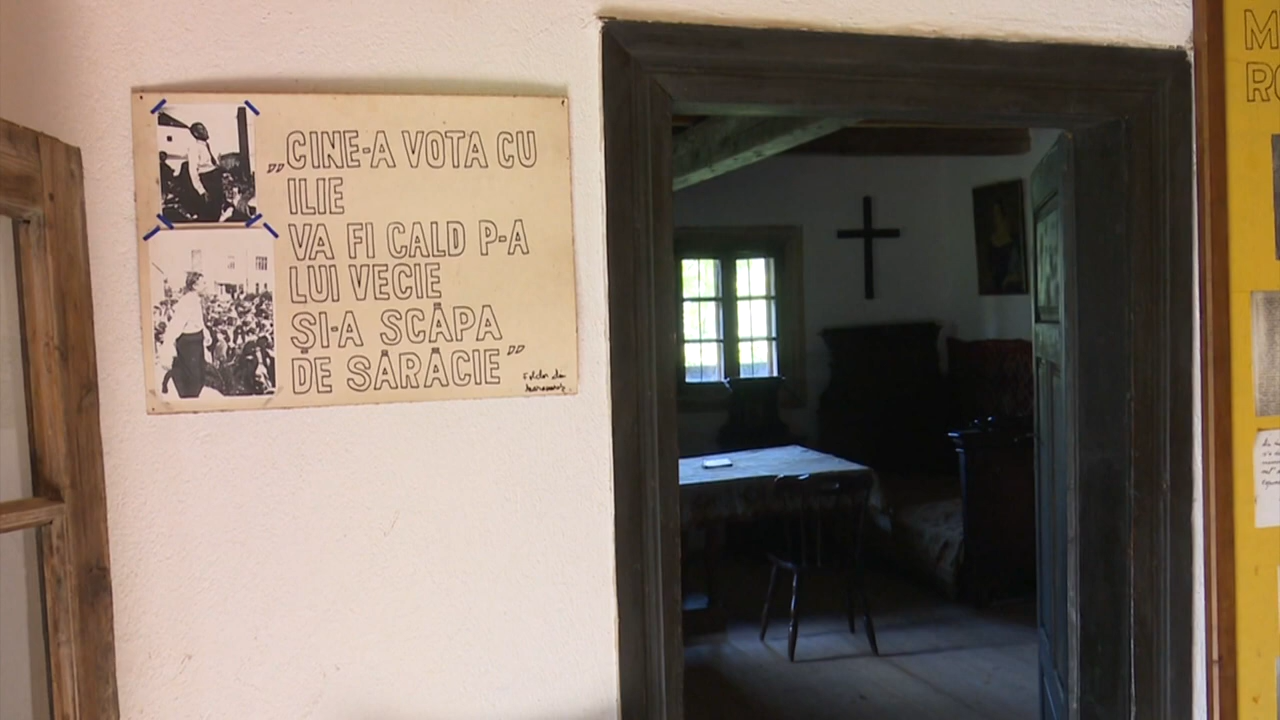 „CINE-A VOTA CU
ILIE
VA FI CALD P-A
LUI VECIE
ȘI-A SCĂPA
DE SĂRĂCIE”
M
RO